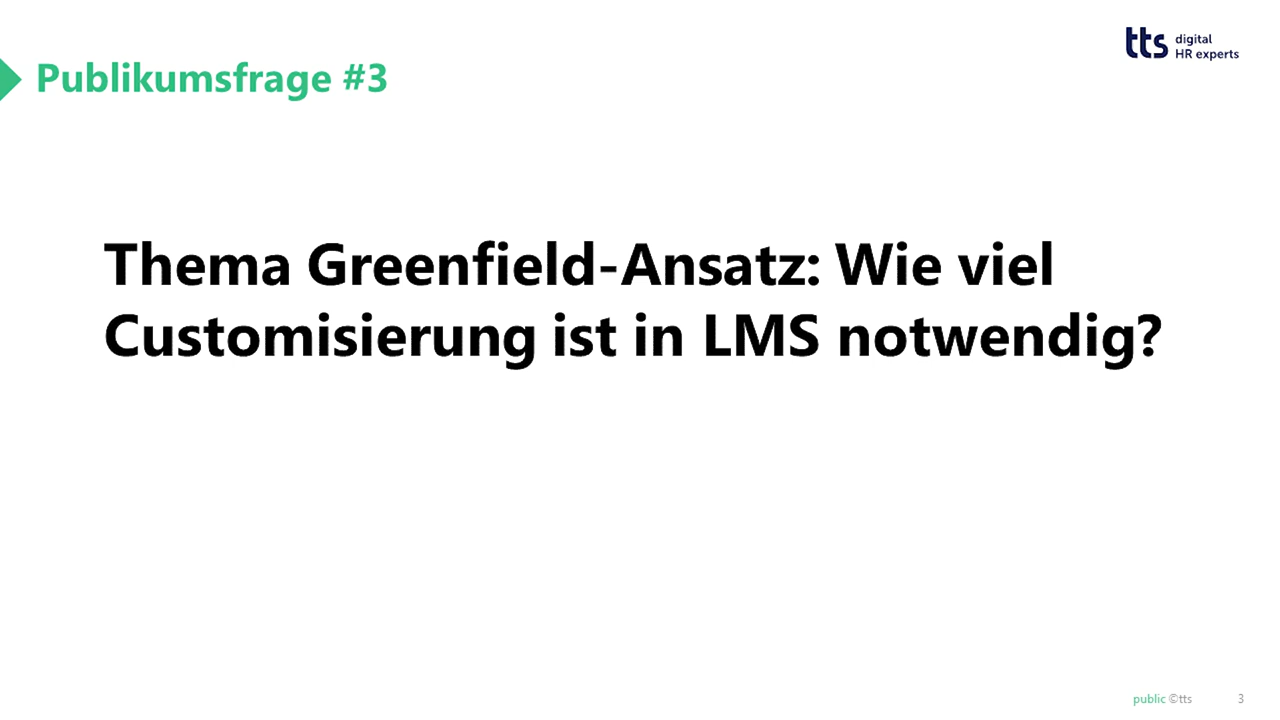 tts digital
HR experts
Publikumsfrage #3
Thema Greenfield-Ansatz: Wie viel
Customisierung ist in LMS notwendig?
public ©tts 3